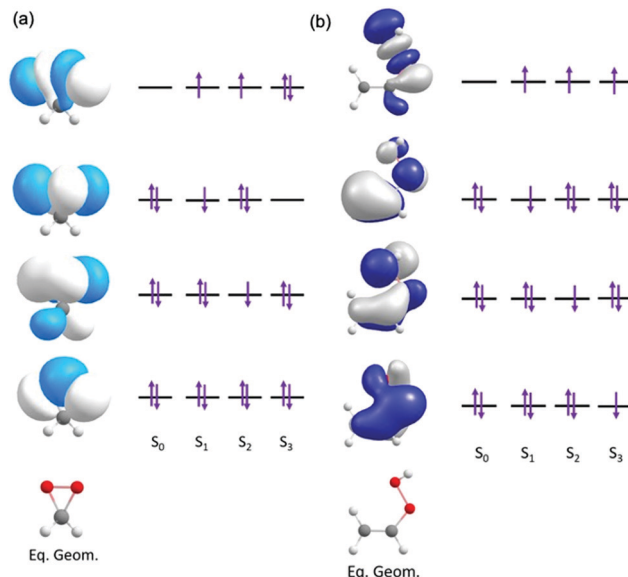 (a)
(b)
S₀ S₁ S₂ S₃
S₀ S₁ S₂ S₃
Eq. Geom.
Eq. Geom.